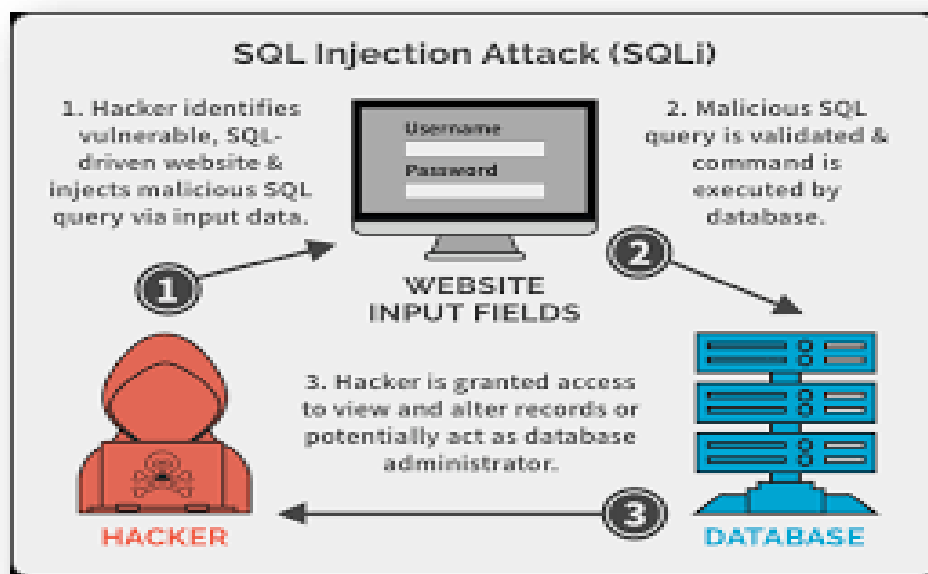 SQL Injection Attack (SQLi)
1. Hacker identifies
vulnerable, SQL-
driven website &
injects malicious SQL
query via input data.
Username
Password
2. Malicious SQL
query is validated &
command is
executed by
database.
1
2
WEBSITE
INPUT FIELDS
3. Hacker is granted access
to view and alter records or
potentially act as database
administrator.
3
HACKER
DATABASE